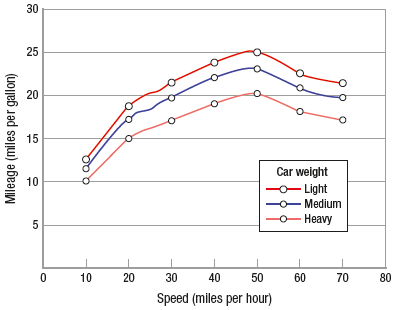 30
25
20
15
10
5
0 10 20 30 40 50 60 70 80
Mileage (miles per gallon)
Speed (miles per hour)
Car weight
Light
Medium
Heavy